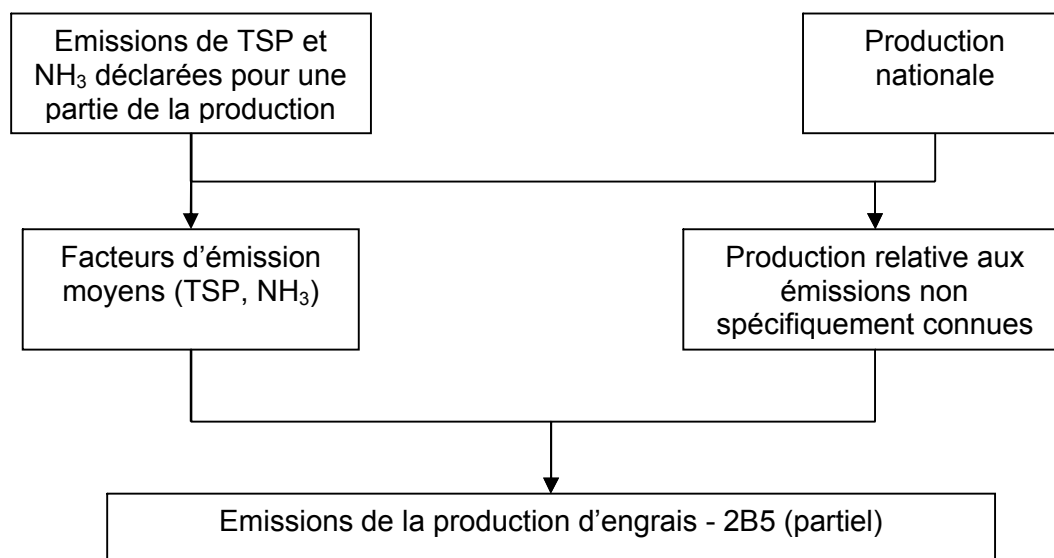 Emissions de TSP et
NH₃ déclarées pour une
partie de la production
Production
nationale
Facteurs d’émission
moyens (TSP, NH₃)
Production relative aux
émissions non
spécifiquement connues
Emissions de la production d’engrais - 2B5 (partiel)